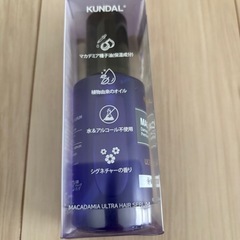 KUNDAL
マカデミア種子油(保湿成分)
植物由来のオイル
水&アルコール不使用
シグネチャーの香り
MACADAMIA ULTRA HAIR SERUM